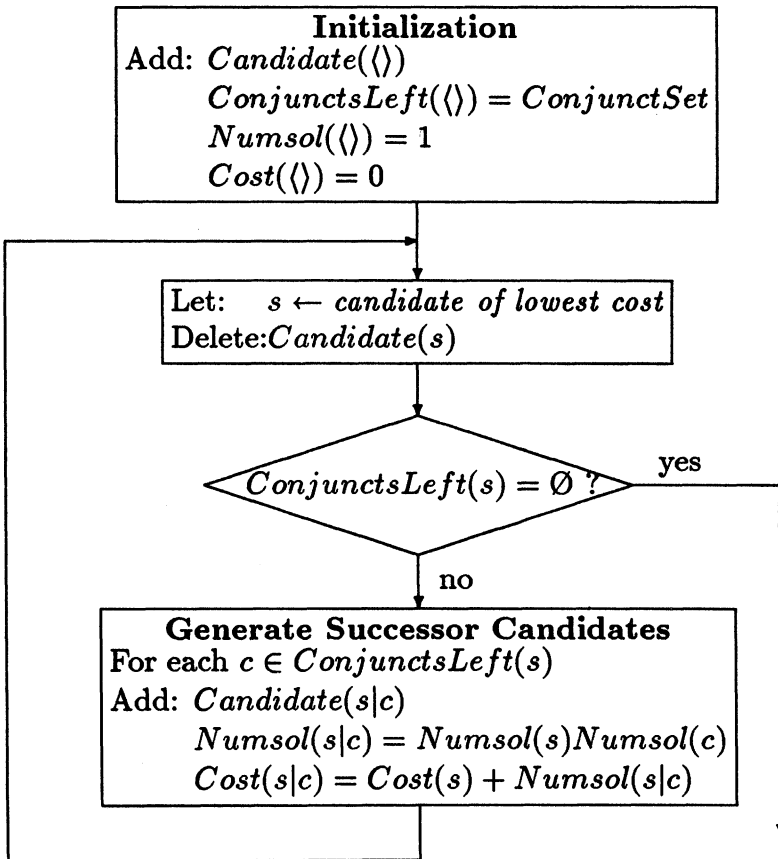 Initialization
Add: Candidate(⟨⟩)
ConjunctsLeft(⟨⟩) = ConjunctSet
Numsol(⟨⟩) = 1
Cost(⟨⟩) = 0
Let: s ← candidate of lowest cost
Delete:Candidate(s)
ConjunctsLeft(s) = Ø ?
yes
no
Generate Successor Candidates
For each c ∈ ConjunctsLeft(s)
Add: Candidate(s|c)
Numsol(s|c) = Numsol(s)Numsol(c)
Cost(s|c) = Cost(s) + Numsol(s|c)